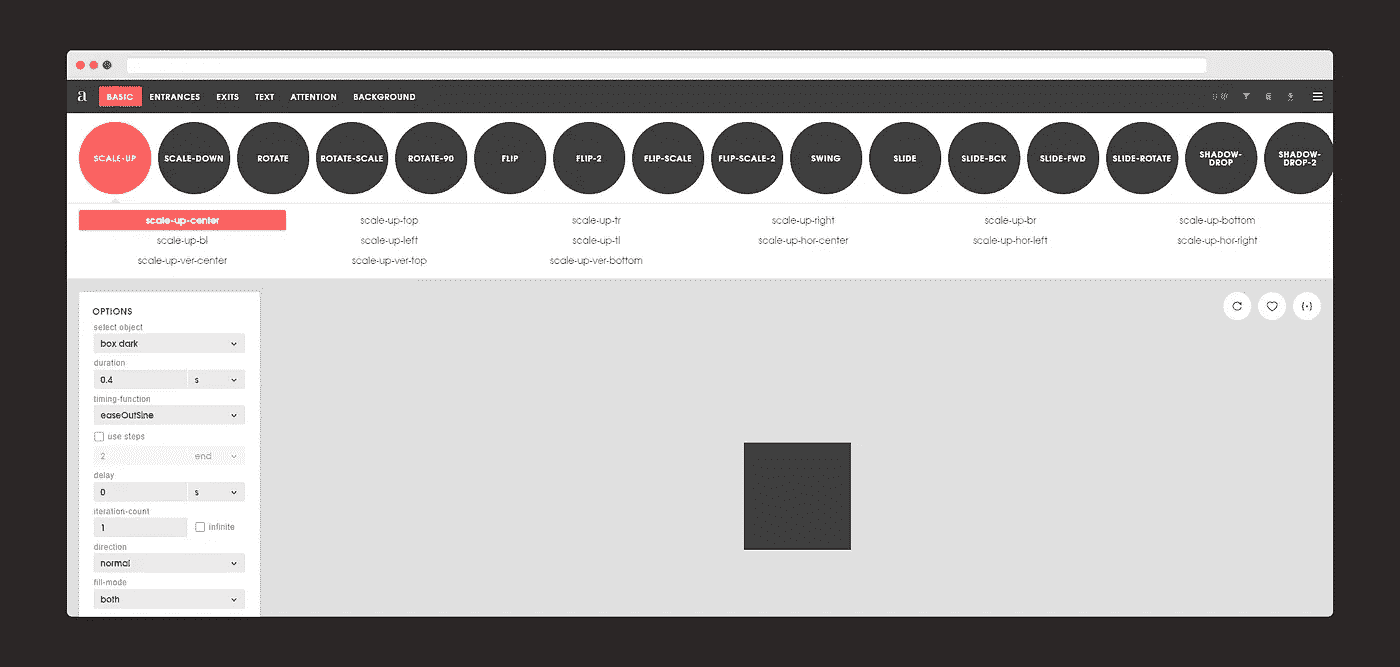 a BASIC ENTRANCES EXITS TEXT ATTENTION BACKGROUND
SCALE-UP SCALE-DOWN ROTATE ROTATE-SCALE ROTATE-90 FLIP FLIP-2 FLIP-SCALE FLIP-SCALE-2 SWING SLIDE SLIDE-BCK SLIDE-FWD SLIDE-ROTATE SHADOW-DROP SHADOW-DROP-2
scale-up-center scale-up-top scale-up-tr scale-up-right scale-up-br scale-up-bottom
scale-up-bl scale-up-left scale-up-tl scale-up-hor-center scale-up-hor-left scale-up-hor-right
scale-up-ver-center scale-up-ver-top scale-up-ver-bottom
OPTIONS
select object
box dark
duration
0.4 s
timing-function
easeOutSine
use steps
2 end
delay
0 s
iteration-count
1 infinite
direction
normal
fill-mode
both